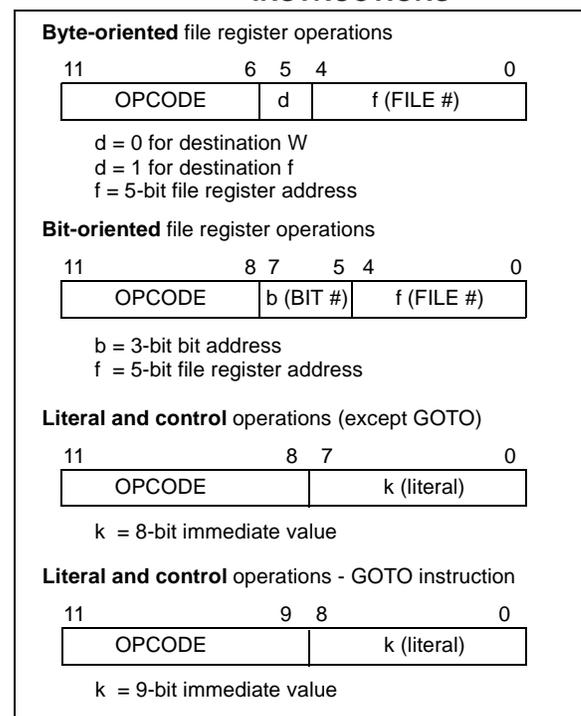 Byte-oriented file register operations
11 6 5 4 0
OPCODE d f (FILE #)
d = 0 for destination W
d = 1 for destination f
f = 5-bit file register address
Bit-oriented file register operations
11 8 7 5 4 0
OPCODE b (BIT #) f (FILE #)
b = 3-bit bit address
f = 5-bit file register address
Literal and control operations (except GOTO)
11 8 7 0
OPCODE k (literal)
k = 8-bit immediate value
Literal and control operations - GOTO instruction
11 9 8 0
OPCODE k (literal)
k = 9-bit immediate value